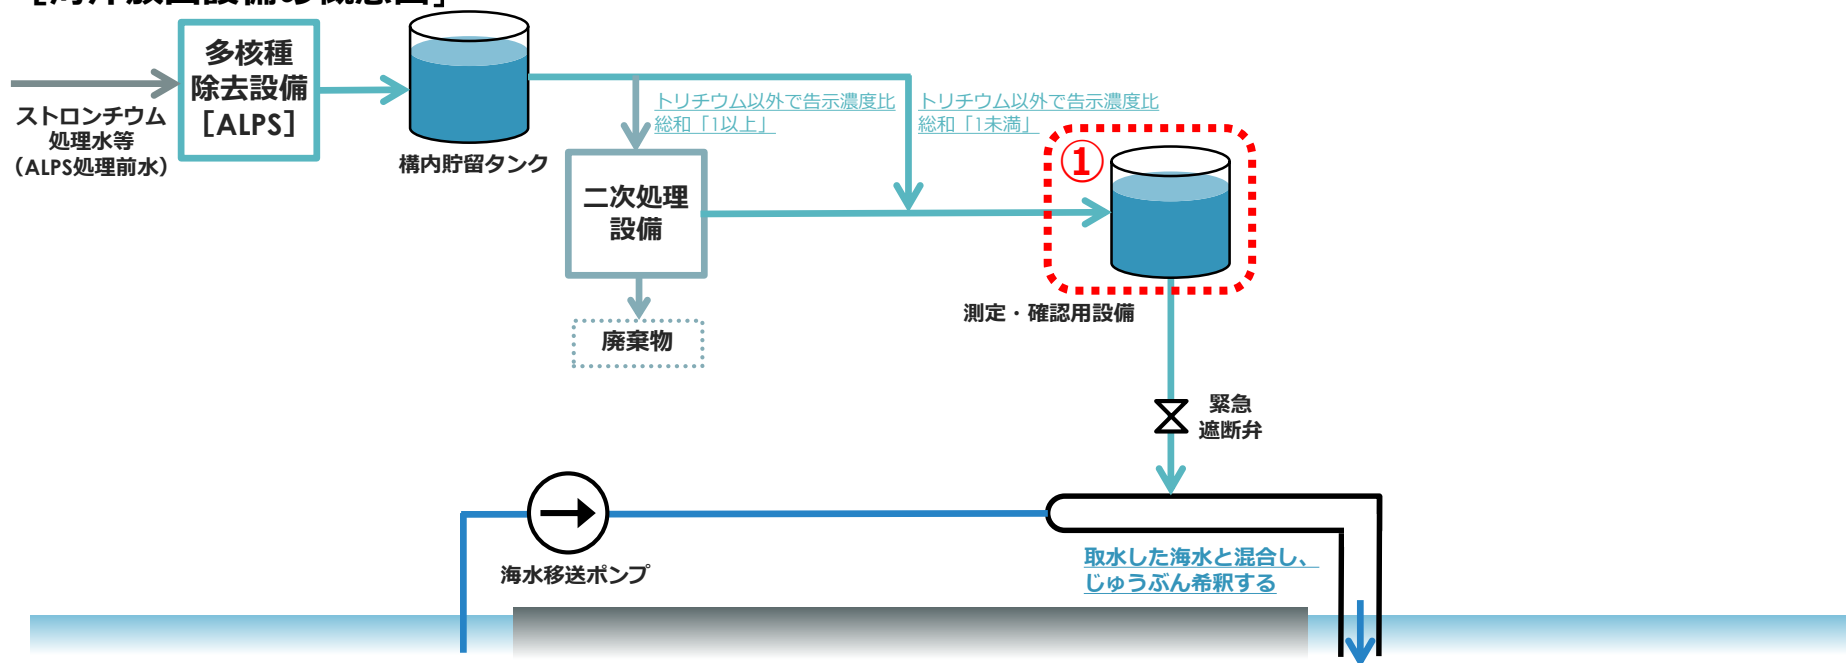 多核種
除去設備
［ALPS］
ストロンチウム
処理水等
（ALPS処理前水）
構内貯留タンク
トリチウム以外で告示濃度比
総和「1以上」
トリチウム以外で告示濃度比
総和「1未満」
①
二次処理
設備
測定・確認用設備
廃棄物
緊急
遮断弁
海水移送ポンプ
取水した海水と混合し、
じゅうぶん希釈する